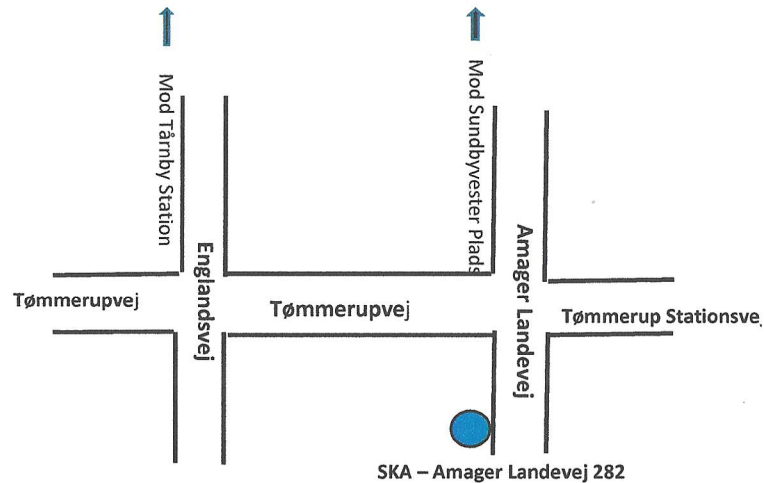 Mod Tårnby Station
Mod Sundbyvester Plads
Englandsvej
Amager Landevej
Tømmerupvej
Tømmerupvej
Tømmerup Stationsve
SKA – Amager Landevej 282